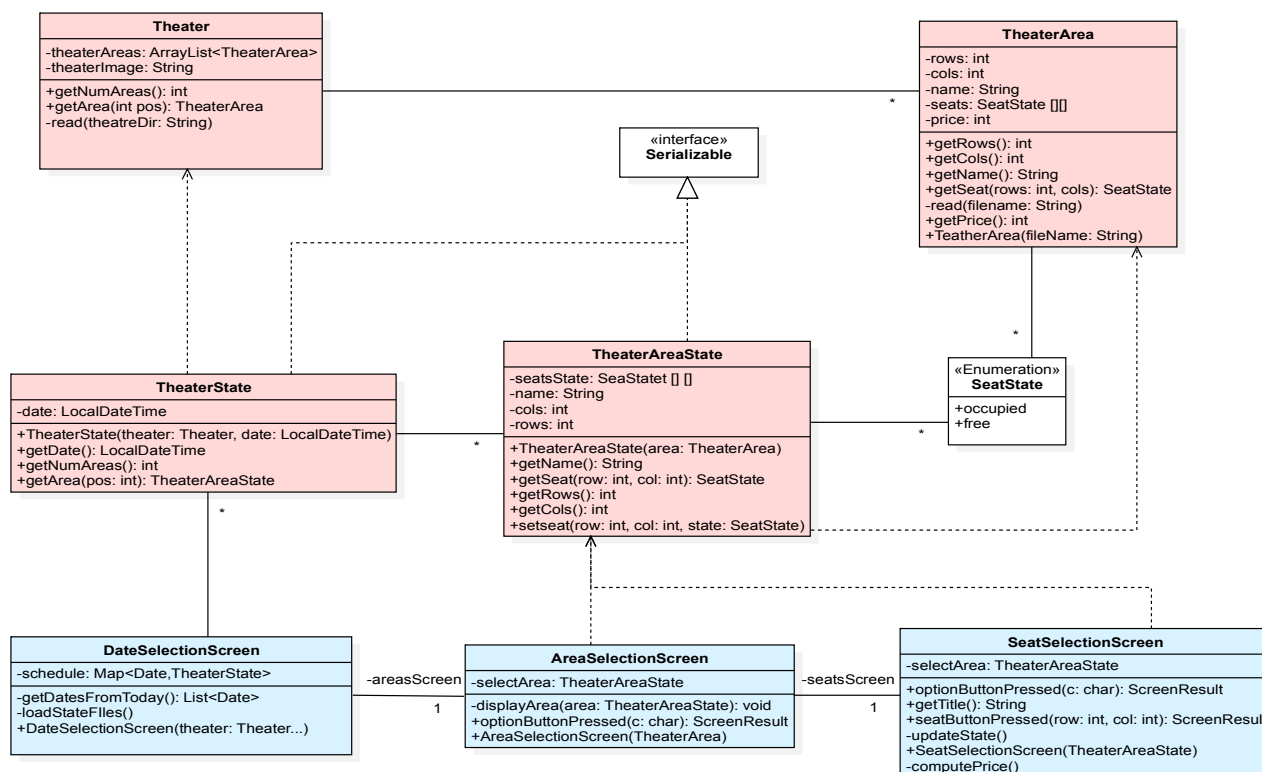 Theater
-theaterAreas: ArrayList<TheaterArea>
-theaterImage: String
+getNumAreas(): int
+getArea(int pos): TheaterArea
-read(theatreDir: String)
*
TheaterArea
-rows: int
-cols: int
-name: String
-seats: SeatState [][]
-price: int
+getRows(): int
+getCols(): int
+getName(): String
+getSeat(rows: int, cols): SeatState
-read(filename: String)
+getPrice(): int
+TeatherArea(fileName: String)
«interface»
Serializable
TheaterAreaState
-seatsState: SeaStatet [] []
-name: String
-cols: int
-rows: int
+TheaterAreaState(area: TheaterArea)
+getName(): String
+getSeat(row: int, col: int): SeatState
+getRows(): int
+getCols(): int
+setseat(row: int, col: int, state: SeatState)
*
«Enumeration»
SeatState
+occupied
+free
*
TheaterState
-date: LocalDateTime
+TheaterState(theater: Theater, date: LocalDateTime)
+getDate(): LocalDateTime
+getNumAreas(): int
+getArea(pos: int): TheaterAreaState
*
*
DateSelectionScreen
-schedule: Map<Date,TheaterState>
-getDatesFromToday(): List<Date>
-loadStateFIles()
+DateSelectionScreen(theater: Theater...)
-areasScreen
1
AreaSelectionScreen
-selectArea: TheaterAreaState
-displayArea(area: TheaterAreaState): void
+optionButtonPressed(c: char): ScreenResult
+AreaSelectionScreen(TheaterArea)
-seatsScreen
1
SeatSelectionScreen
-selectArea: TheaterAreaState
+optionButtonPressed(c: char): ScreenResult
+getTitle(): String
+seatButtonPressed(row: int, col: int): ScreenResult
-updateState()
+SeatSelectionScreen(TheaterAreaState)
-computePrice()